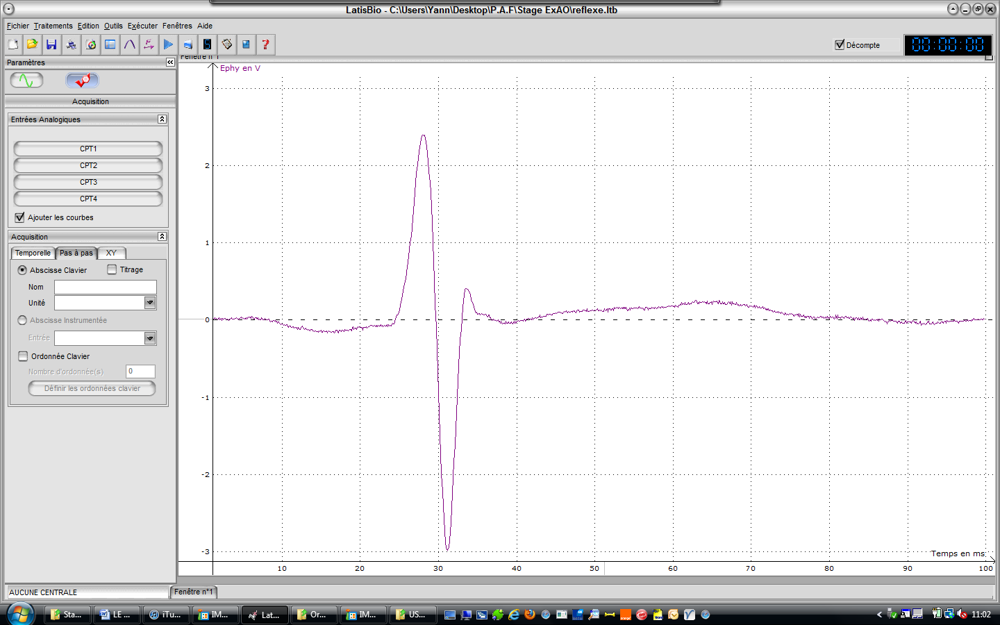 LatisBio - C:\Users\Yann\Desktop\P.A.F\Stage ExAO\reflexe.ltb
Fichier Traitements Edition Outils Exécuter Fenêtres Aide
Décompte
00:00:00
Paramètres
Acquisition
Entrées Analogiques
CPT1
CPT2
CPT3
CPT4
Ajouter les courbes
Acquisition
Temporelle Pas à pas XY
Abscisse Clavier Titrage
Nom
Unité
Abscisse Instrumentée
Entrée
Ordonnée Clavier
Nombre d'ordonnée(s) 0
Définir les ordonnées clavier
Fenêtre n°1
Ephy en V
3
2
1
0
-1
-2
-3
Temps en ms
10 20 30 40 50 60 70 80 90 100
AUCUNE CENTRALE
Fenêtre n°1
Sta... LE ... iTu... IM... Lat... Or... IM... US... 11:02